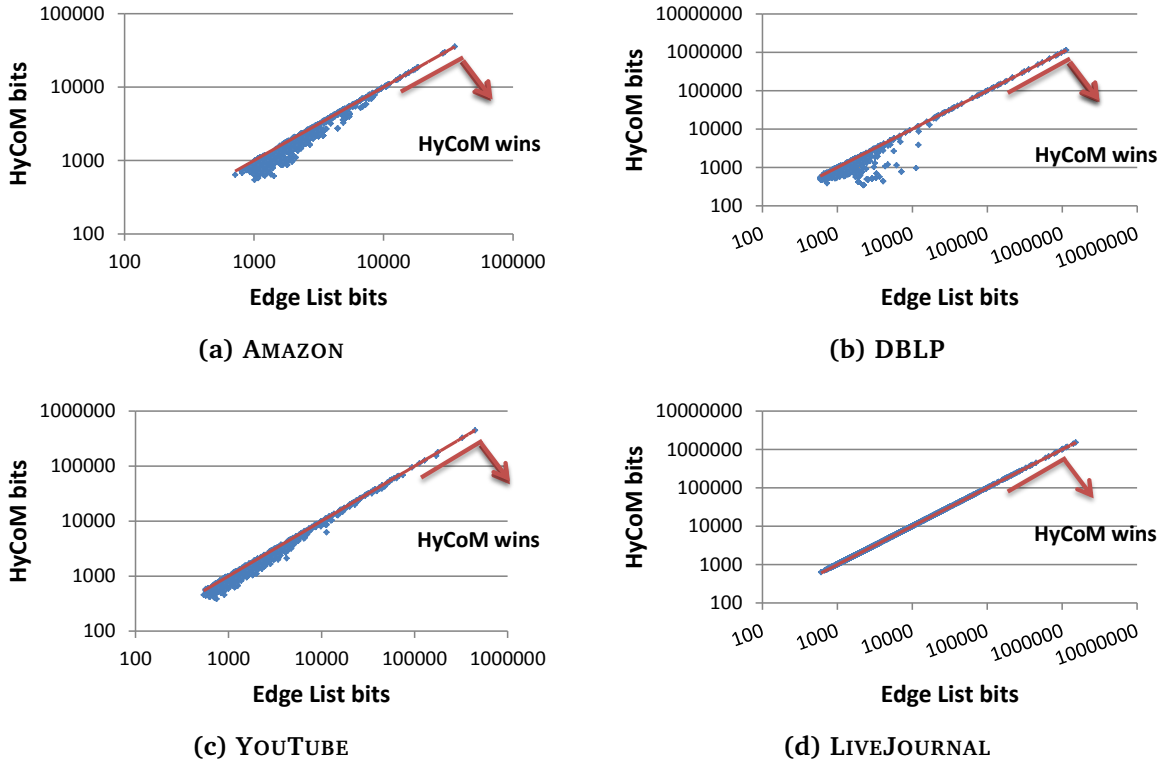 100000
10000
1000
100
HyCoM bits
HyCoM wins
100 1000 10000 100000
Edge List bits
(a) AMAZON
10000000
1000000
100000
10000
1000
100
HyCoM bits
HyCoM wins
100 1000 10000 100000 1000000 10000000
Edge List bits
(b) DBLP
1000000
100000
10000
1000
100
HyCoM bits
HyCoM wins
100 1000 10000 100000 1000000
Edge List bits
(c) YOUTUBE
10000000
1000000
100000
10000
1000
100
HyCoM bits
HyCoM wins
100 1000 10000 100000 1000000 10000000
Edge List bits
(d) LIVEJOURNAL